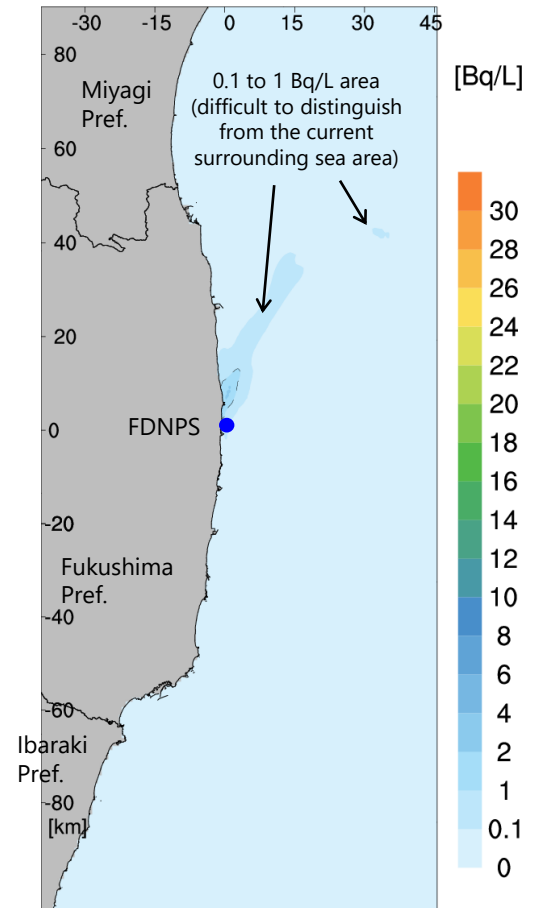 -30
-15
0
15
30
45
80
60
40
20
0
-20
-40
-60
-80
[km]
Miyagi
Pref.
0.1 to 1 Bq/L area
(difficult to distinguish
from the current
surrounding sea area)
FDNPS
Fukushima
Pref.
Ibaraki
Pref.
[Bq/L]
30
28
26
24
22
20
18
16
14
12
10
8
6
4
2
1
0.1
0